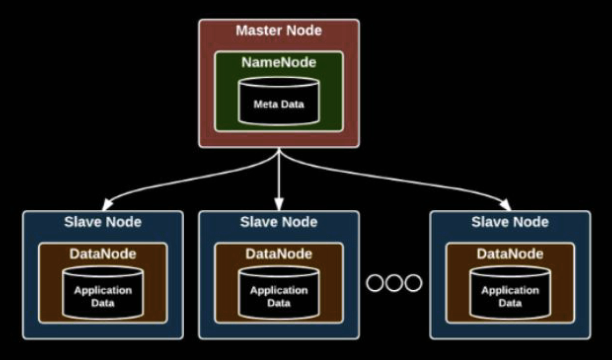 Master Node
NameNode
Meta Data
Slave Node
DataNode
Application
Data
Slave Node
DataNode
Application
Data
Slave Node
DataNode
Application
Data